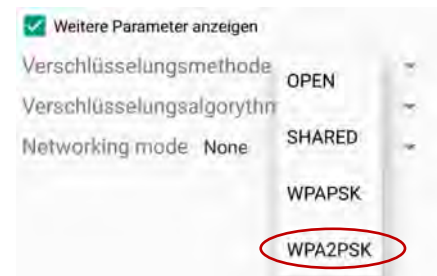 Weitere Parameter anzeigen
Verschlüsselungsmethode
OPEN
Verschlüsselungsalgorythm
Networking mode None
SHARED
WPAPSK
WPA2PSK